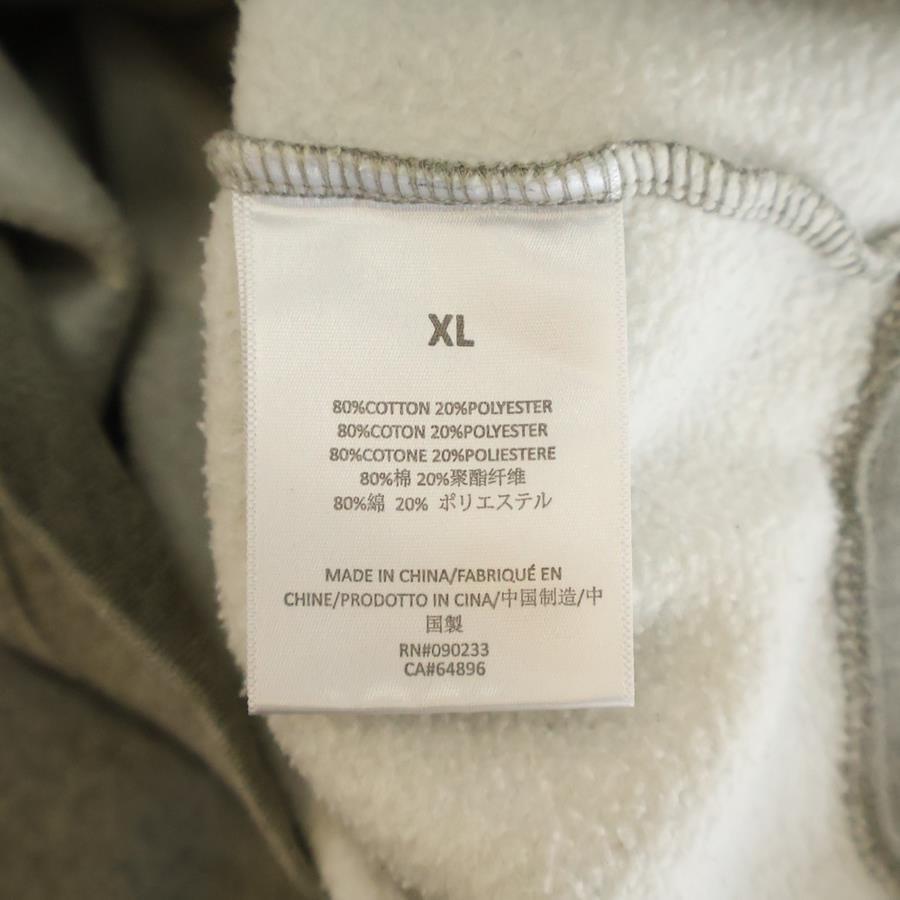 XL
80%COTTON 20%POLYESTER
80%COTON 20%POLYESTER
80%COTONE 20%POLIESTERE
80%棉 20%聚酯纤维
80%綿 20% ポリエステル
MADE IN CHINA/FABRIQUÉ EN
CHINE/PRODOTTO IN CINA/中国制造/中
国製
RN#090233
CA#64896